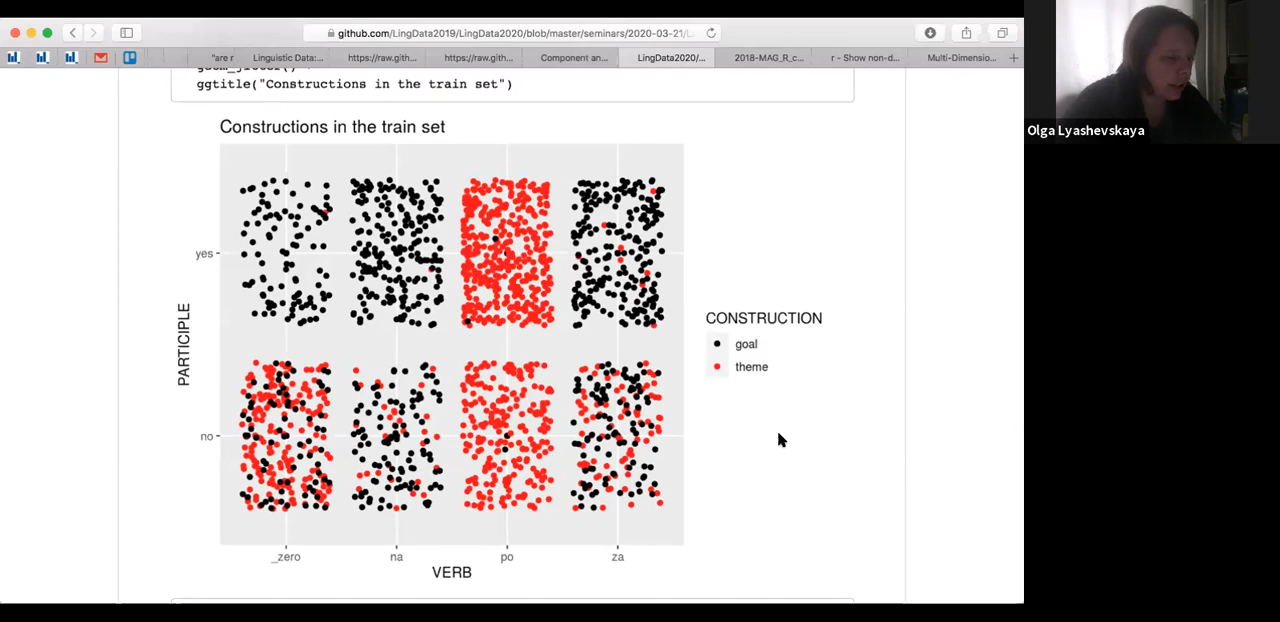 github.com/LingData2019/LingData2020/blob/master/seminars/2020-03-21/L
"are r
Linguistic Data:...
https://raw.gith...
https://raw.gith...
Component an...
LingData2020/...
2018-MAG_R_c...
r - Show non-d...
Multi-Dimensio...
Olga Lyashevskaya
ggtitle("Constructions in the train set")
Constructions in the train set
PARTICIPLE
yes
no
_zero
na
po
za
VERB
CONSTRUCTION
goal
theme